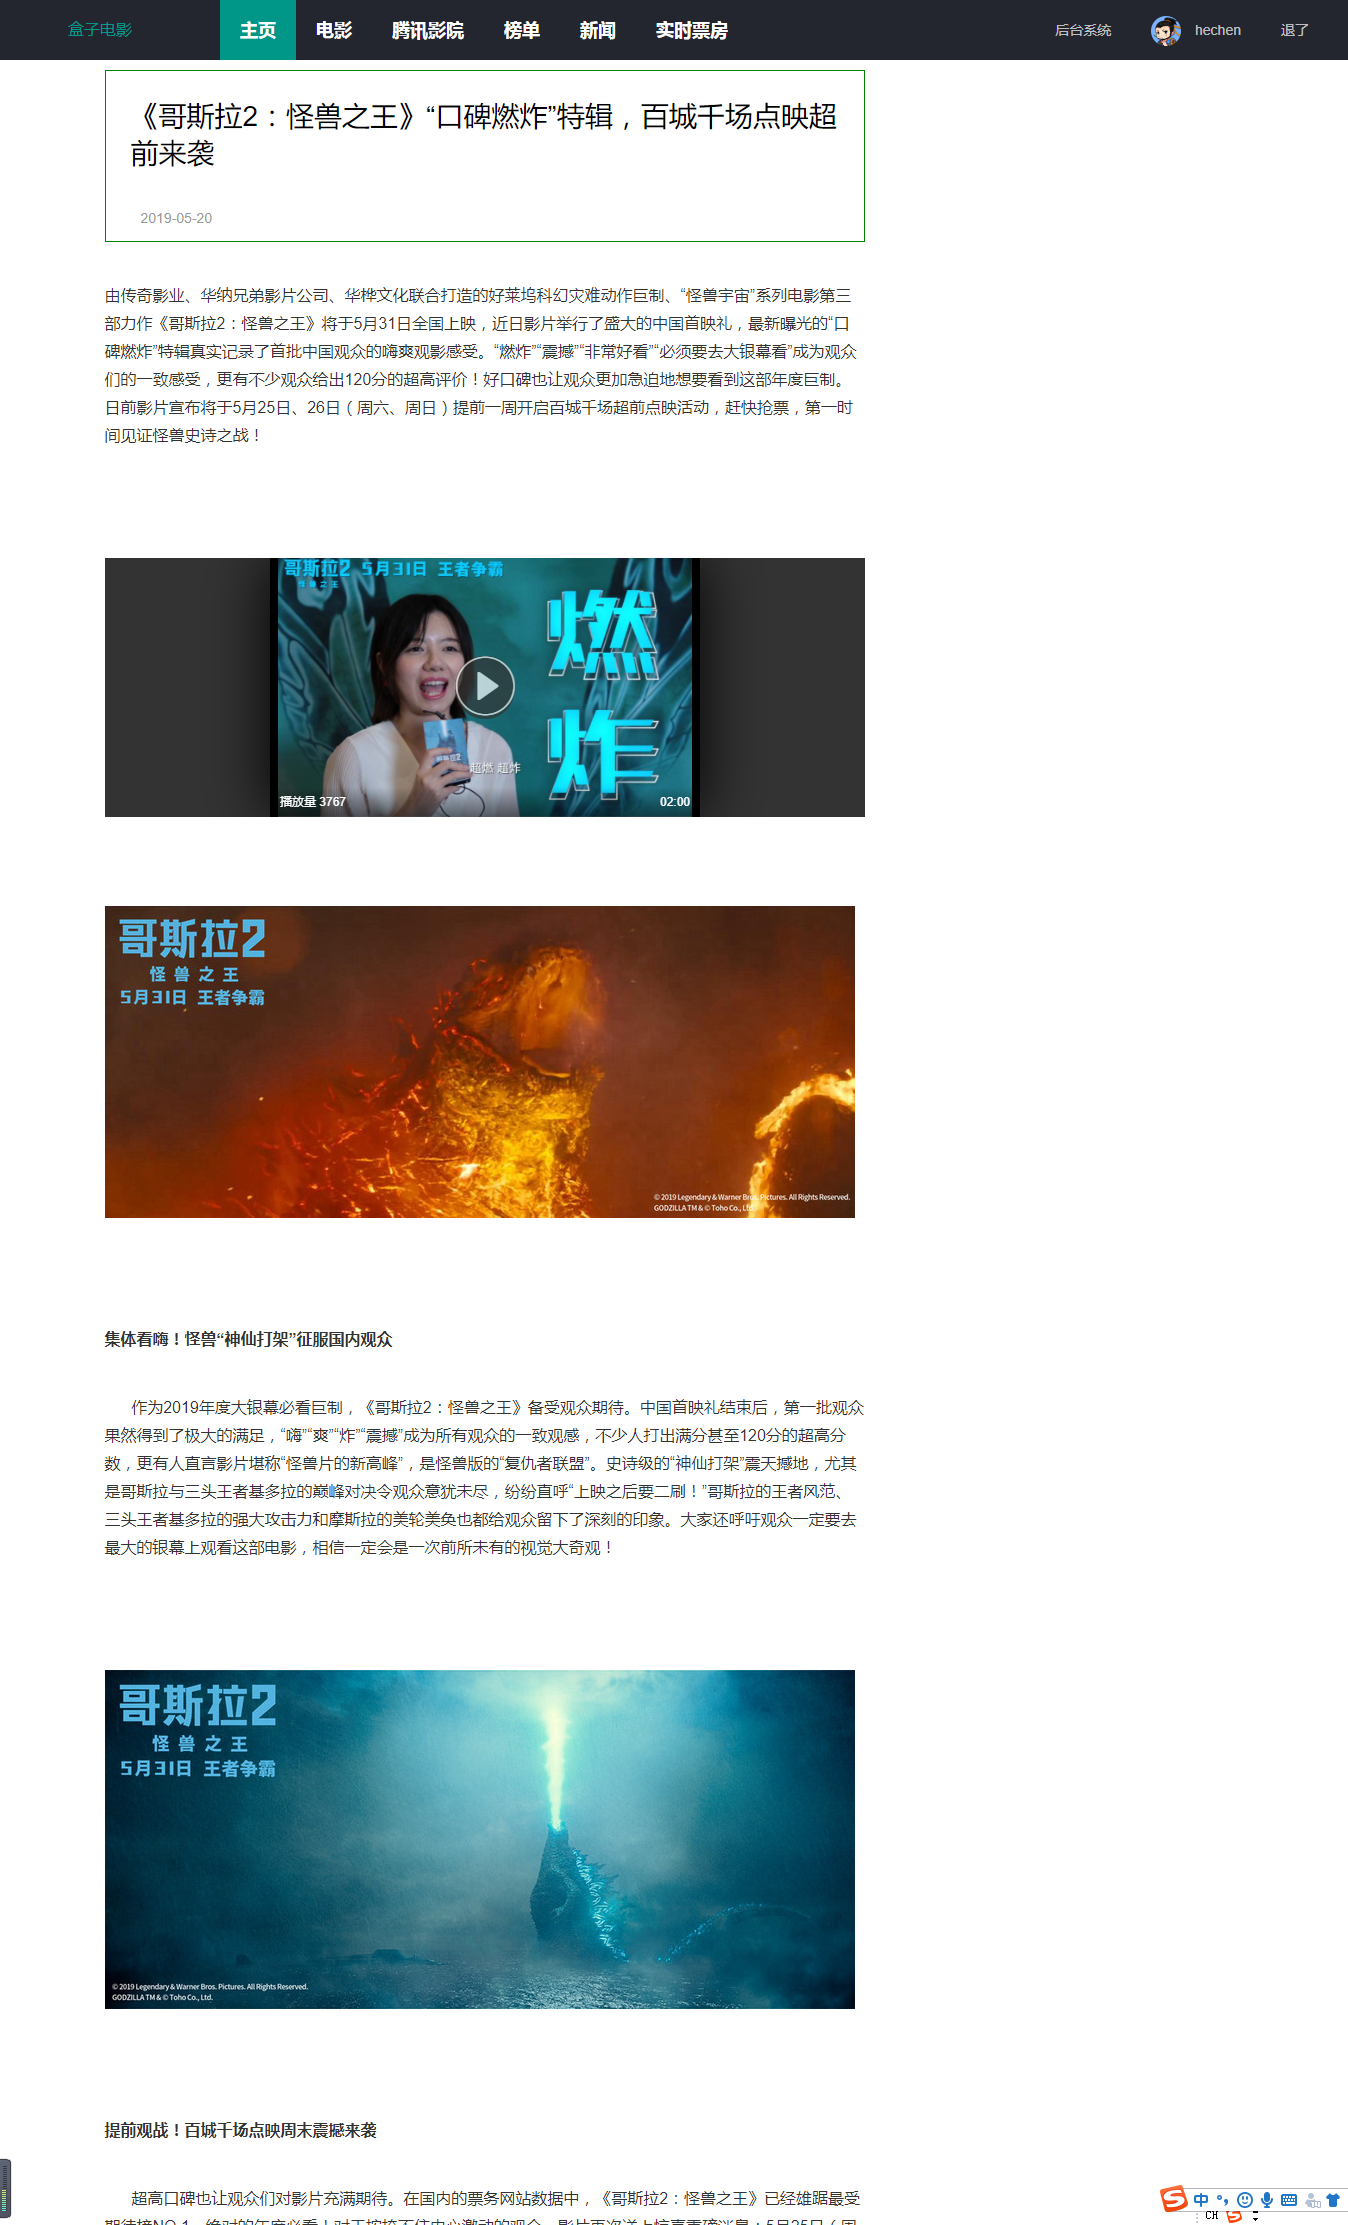 盒子电影
主页 电影 腾讯影院 榜单 新闻 实时票房
后台系统 hechen 退了
《哥斯拉2：怪兽之王》“口碑燃炸”特辑，百城千场点映超
前来袭
2019-05-20
由传奇影业、华纳兄弟影片公司、华桦文化联合打造的好莱坞科幻灾难动作巨制、“怪兽宇宙”系列电影第三
部力作《哥斯拉2：怪兽之王》将于5月31日全国上映，近日影片举行了盛大的中国首映礼，最新曝光的“口
碑燃炸”特辑真实记录了首批中国观众的嗨爽观影感受。“燃炸”“震撼”“非常好看”“必须要去大银幕看”成为观众
们的一致感受，更有不少观众给出120分的超高评价！好口碑也让观众更加急迫地想要看到这部年度巨制。
日前影片宣布将于5月25日、26日（周六、周日）提前一周开启百城千场超前点映活动，赶快抢票，第一时
间见证怪兽史诗之战！
哥斯拉2 5月31日 王者争霸
怪兽之王
燃
炸
超燃 超炸
播放量 3767
02:00
哥斯拉2
怪兽之王
5月31日 王者争霸
© 2019 Legendary & Warner Bros. Pictures. All Rights Reserved.
GODZILLA TM & © Toho Co., Ltd.
集体看嗨！怪兽“神仙打架”征服国内观众
作为2019年度大银幕必看巨制，《哥斯拉2：怪兽之王》备受观众期待。中国首映礼结束后，第一批观众
果然得到了极大的满足，“嗨”“爽”“炸”“震撼”成为所有观众的一致观感，不少人打出满分甚至120分的超高分
数，更有人直言影片堪称“怪兽片的新高峰”，是怪兽版的“复仇者联盟”。史诗级的“神仙打架”震天撼地，尤其
是哥斯拉与三头王者基多拉的巅峰对决令观众意犹未尽，纷纷直呼“上映之后要二刷！”哥斯拉的王者风范、
三头王者基多拉的强大攻击力和摩斯拉的美轮美奂也都给观众留下了深刻的印象。大家还呼吁观众一定要去
最大的银幕上观看这部电影，相信一定会是一次前所未有的视觉大奇观！
哥斯拉2
怪兽之王
5月31日 王者争霸
© 2019 Legendary & Warner Bros. Pictures. All Rights Reserved.
GODZILLA TM & © Toho Co., Ltd.
提前观战！百城千场点映周末震撼来袭
超高口碑也让观众们对影片充满期待。在国内的票务网站数据中，《哥斯拉2：怪兽之王》已经雄踞最受
中
CH